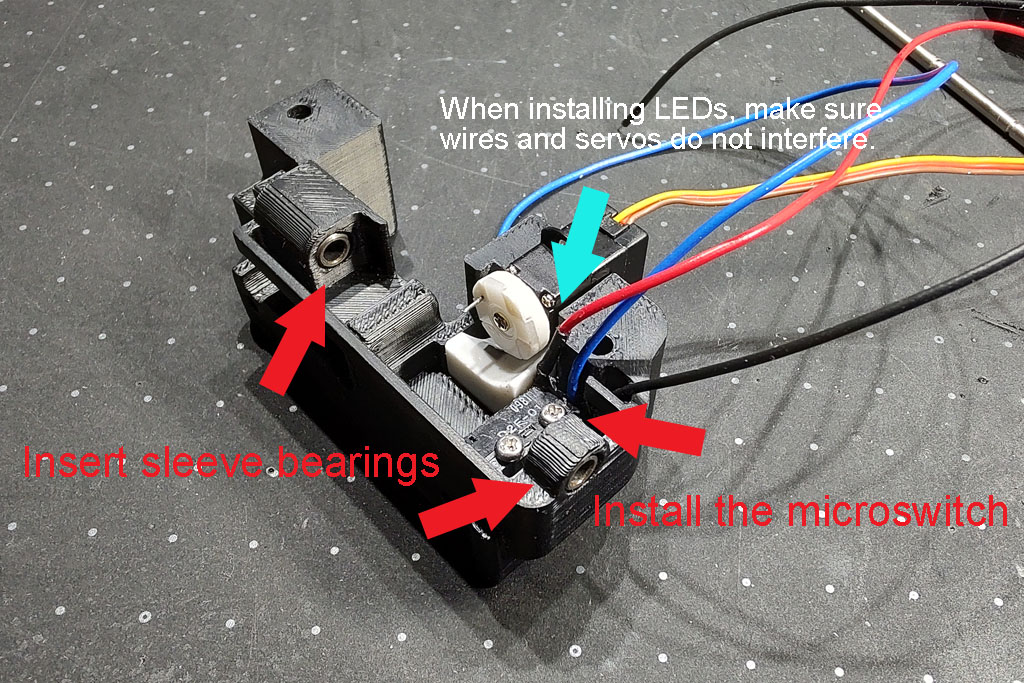 When installing LEDs, make sure
wires and servos do not interfere.
Insert sleeve bearings
Install the microswitch